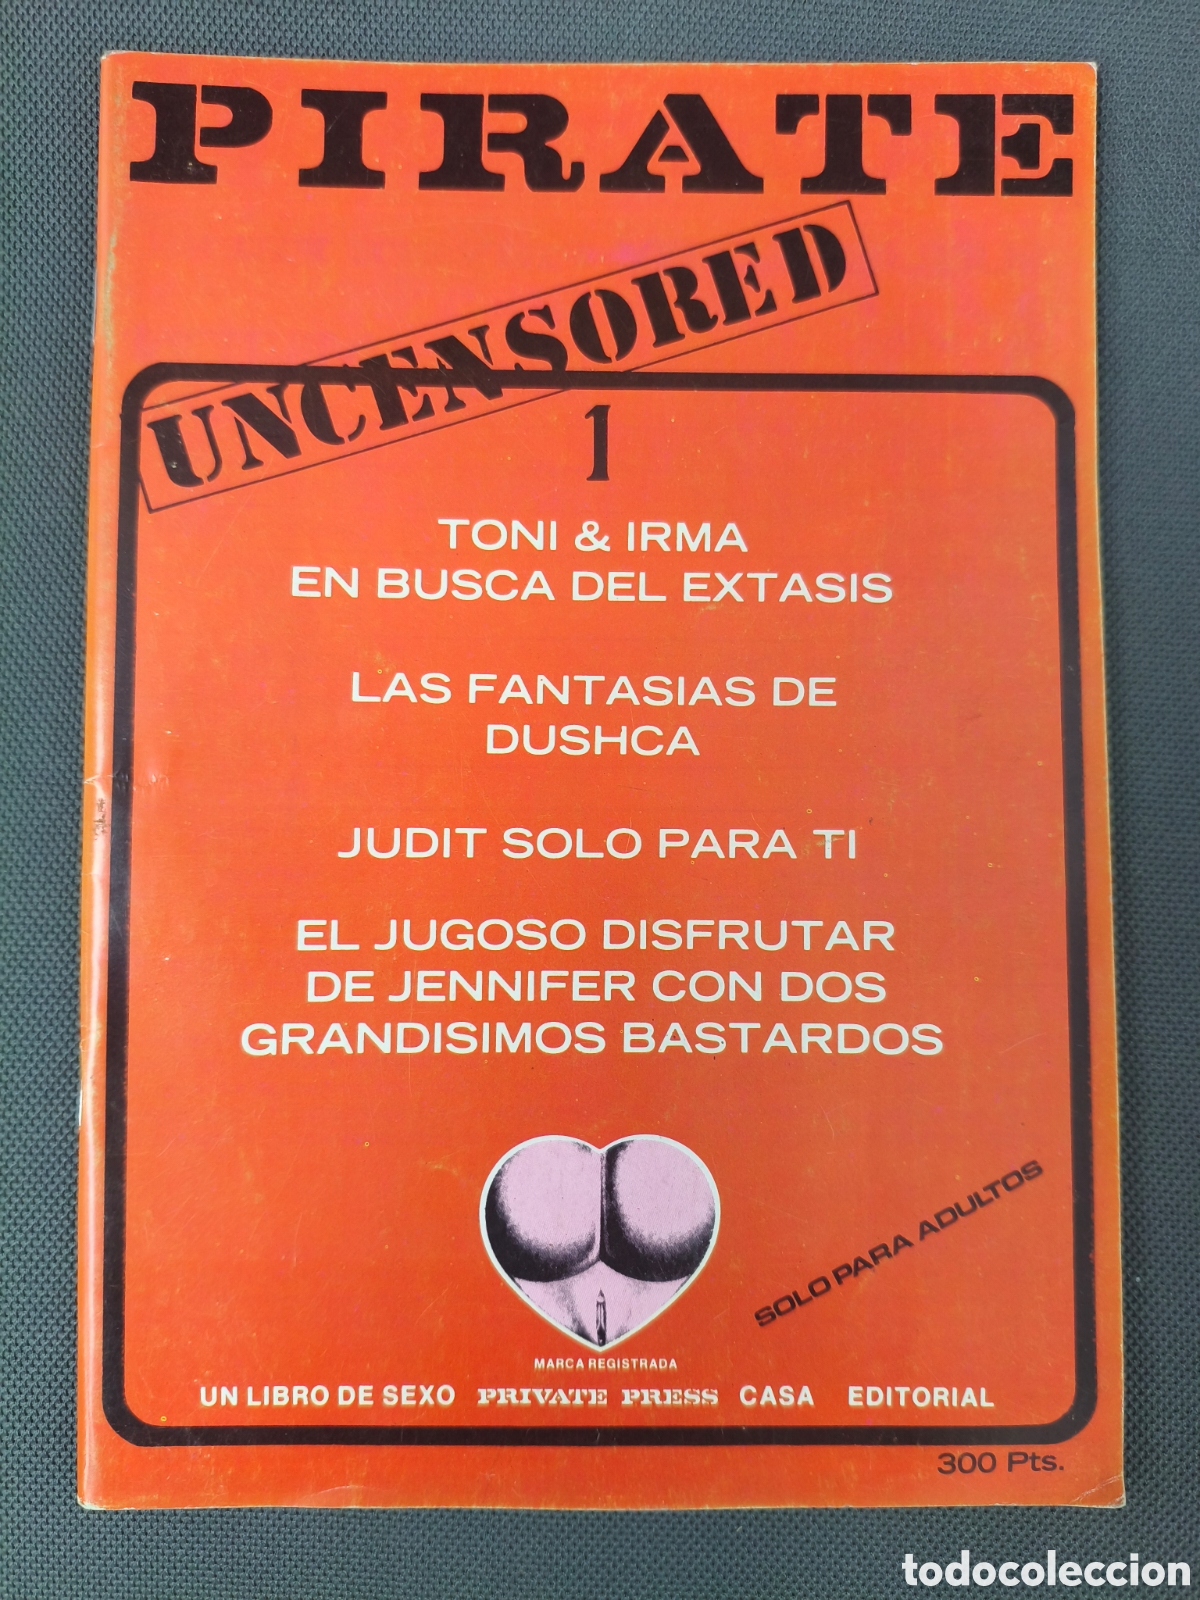 PIRATE
UNCENSORED
1
TONI & IRMA
EN BUSCA DEL EXTASIS
LAS FANTASIAS DE
DUSHCA
JUDIT SOLO PARA TI
EL JUGOSO DISFRUTAR
DE JENNIFER CON DOS
GRANDISIMOS BASTARDOS
SOLO PARA ADULTOS
MARCA REGISTRADA
UN LIBRO DE SEXO PRIVATE PRESS CASA EDITORIAL
300 Pts.
todocoleccion